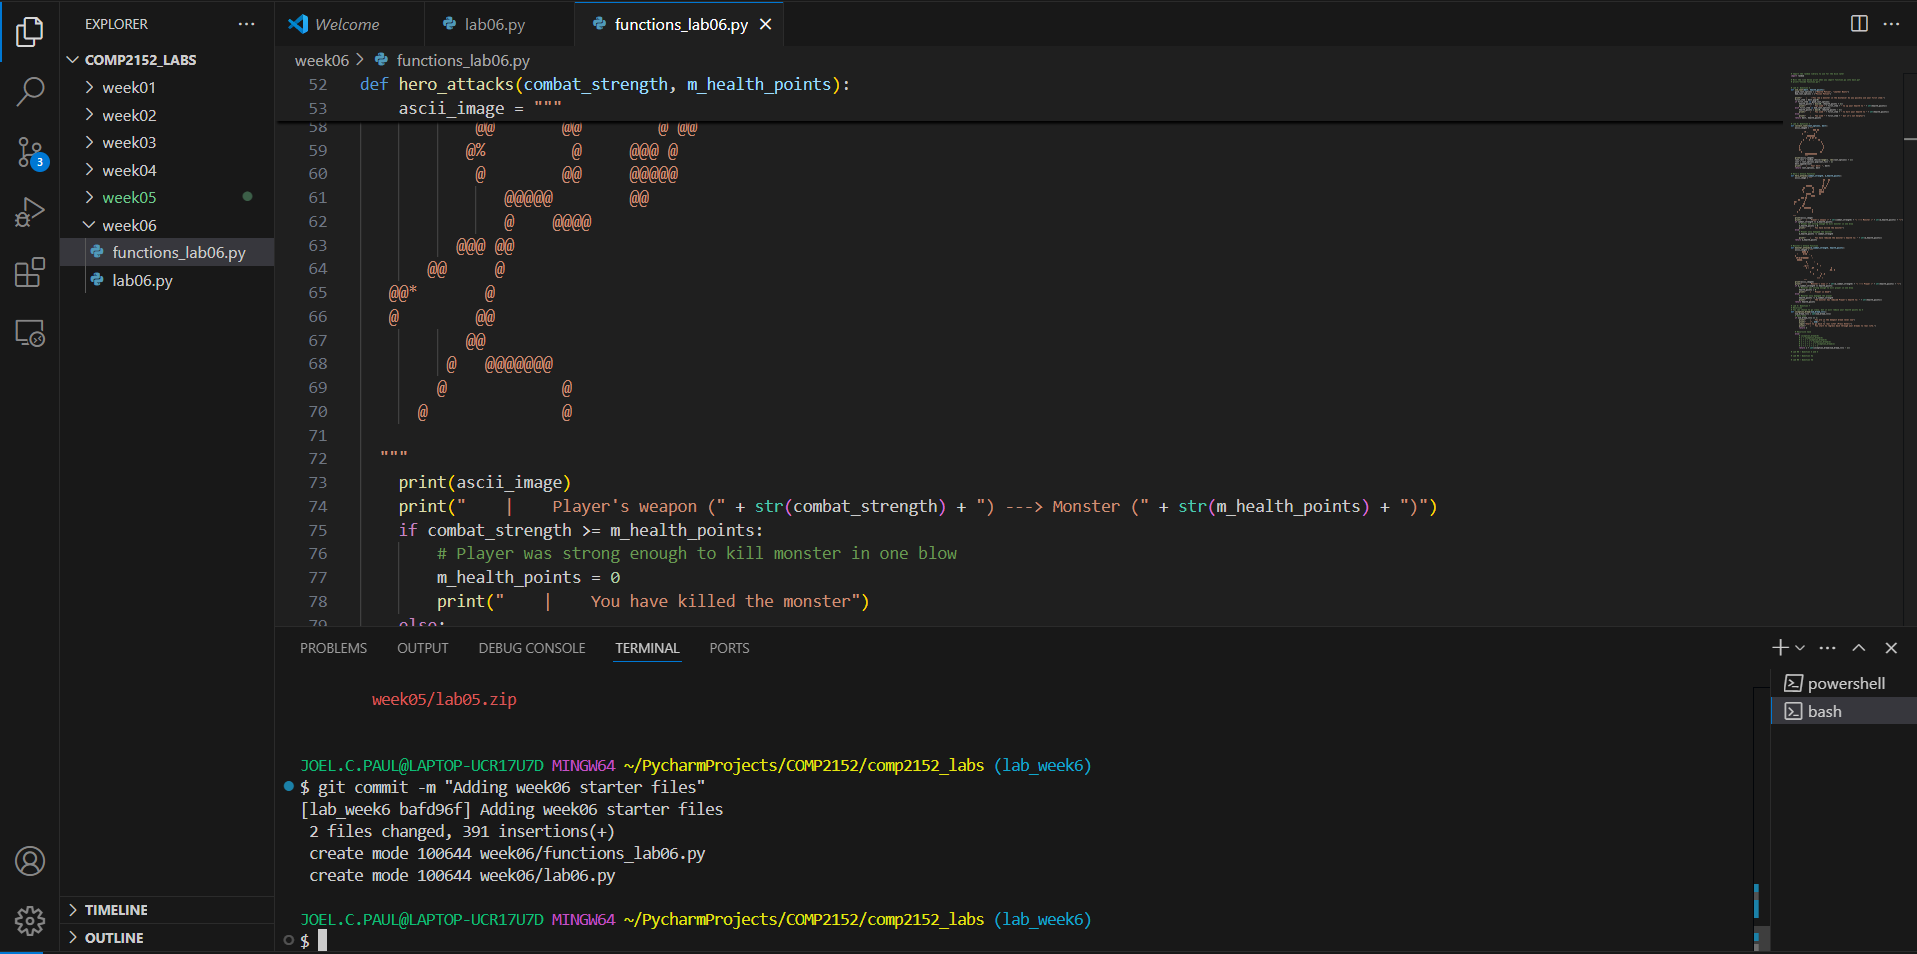 EXPLORER
Welcome
lab06.py
functions_lab06.py
COMP2152_LABS
week01
week02
week03
week04
week05
week06
functions_lab06.py
lab06.py
3
TIMELINE
OUTLINE
week06 > functions_lab06.py
52 def hero_attacks(combat_strength, m_health_points):
53 ascii_image = """
58 @@ @@ @ @@
59 @% @ @@@ @
60 @ @@ @@@@@
61 @@@@@ @@
62 @ @@@@
63 @@@ @@
64 @@ @
65 @@* @
66 @ @@
67 @@
68 @ @@@@@@@
69 @ @
70 @ @
71
72 """
73 print(ascii_image)
74 print("    |    Player's weapon (" + str(combat_strength) + ") ---> Monster (" + str(m_health_points) + ")")
75 if combat_strength >= m_health_points:
76 # Player was strong enough to kill monster in one blow
77 m_health_points = 0
78 print("    |    You have killed the monster")
79 else:
PROBLEMS OUTPUT DEBUG CONSOLE TERMINAL PORTS
powershell
bash
week05/lab05.zip
JOEL.C.PAUL@LAPTOP-UCR17U7D MINGW64 ~/PycharmProjects/COMP2152/comp2152_labs (lab_week6)
$ git commit -m "Adding week06 starter files"
[lab_week6 bafd96f] Adding week06 starter files
2 files changed, 391 insertions(+)
create mode 100644 week06/functions_lab06.py
create mode 100644 week06/lab06.py
JOEL.C.PAUL@LAPTOP-UCR17U7D MINGW64 ~/PycharmProjects/COMP2152/comp2152_labs (lab_week6)
$